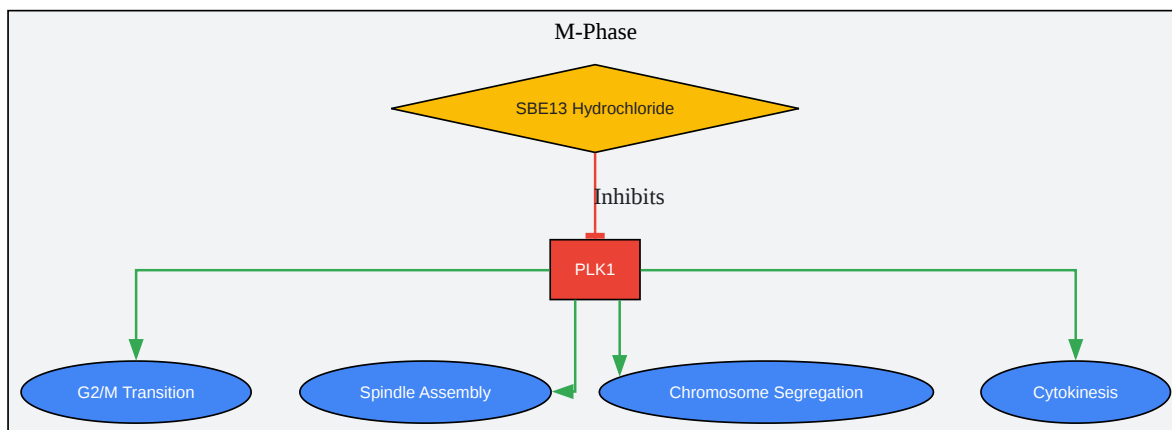 M-Phase
SBE13 Hydrochloride
Inhibits
PLK1
G2/M Transition
Spindle Assembly
Chromosome Segregation
Cytokinesis